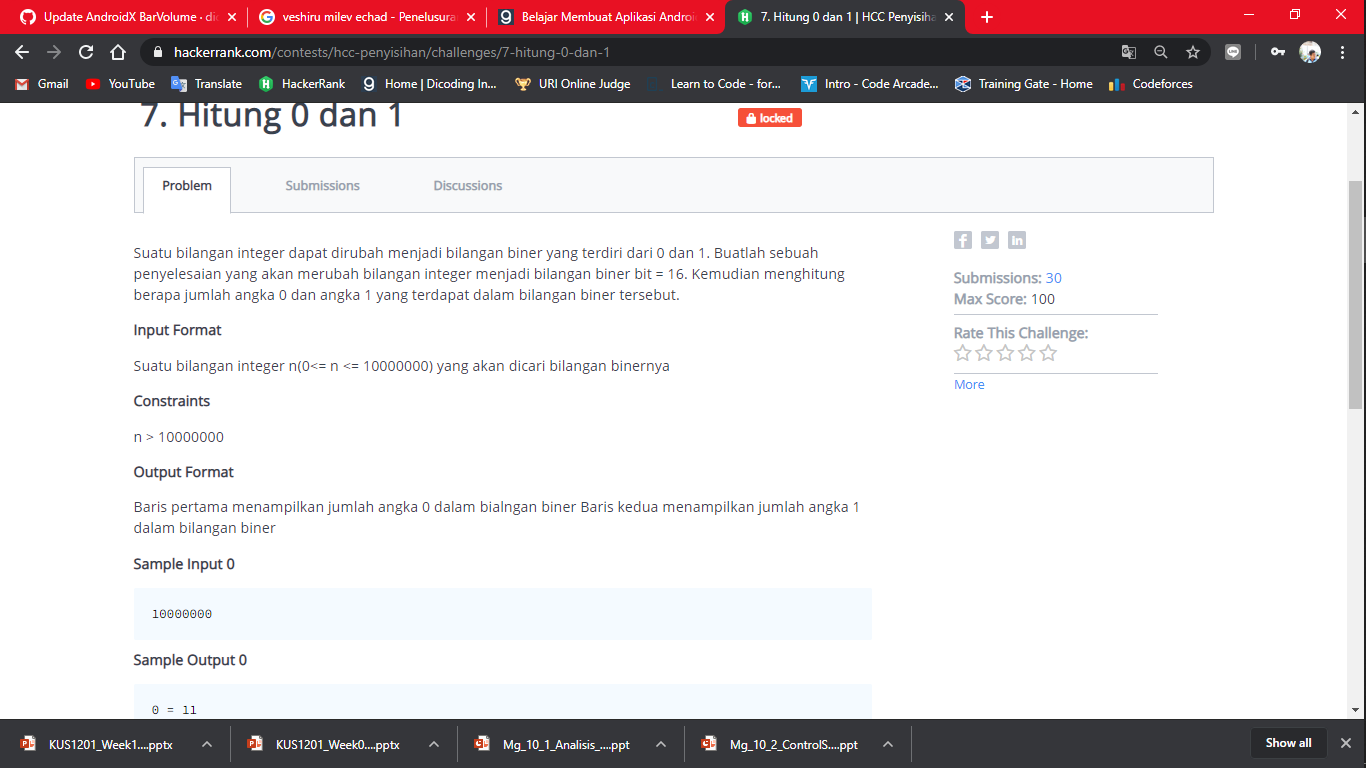 Update AndroidX BarVolume · dic
veshiru milev echad - Penelusura
Belajar Membuat Aplikasi Androi
7. Hitung 0 dan 1 | HCC Penyisiha
hackerrank.com/contests/hcc-penyisihan/challenges/7-hitung-0-dan-1
Gmail
YouTube
Translate
HackerRank
Home | Dicoding In...
URI Online Judge
Learn to Code - for...
Intro - Code Arcade...
Training Gate - Home
Codeforces
7. Hitung 0 dan 1
locked
Problem
Submissions
Discussions
Suatu bilangan integer dapat dirubah menjadi bilangan biner yang terdiri dari 0 dan 1. Buatlah sebuah
penyelesaian yang akan merubah bilangan integer menjadi bilangan biner bit = 16. Kemudian menghitung
berapa jumlah angka 0 dan angka 1 yang terdapat dalam bilangan biner tersebut.
Input Format
Suatu bilangan integer n(0<= n <= 10000000) yang akan dicari bilangan binernya
Constraints
n > 10000000
Output Format
Baris pertama menampilkan jumlah angka 0 dalam bialngan biner Baris kedua menampilkan jumlah angka 1
dalam bilangan biner
Sample Input 0
10000000
Sample Output 0
0 = 11
Submissions: 30
Max Score: 100
Rate This Challenge:
More
KUS1201_Week1....pptx
KUS1201_Week0....pptx
Mg_10_1_Analisis_....ppt
Mg_10_2_ControlS....ppt
Show all